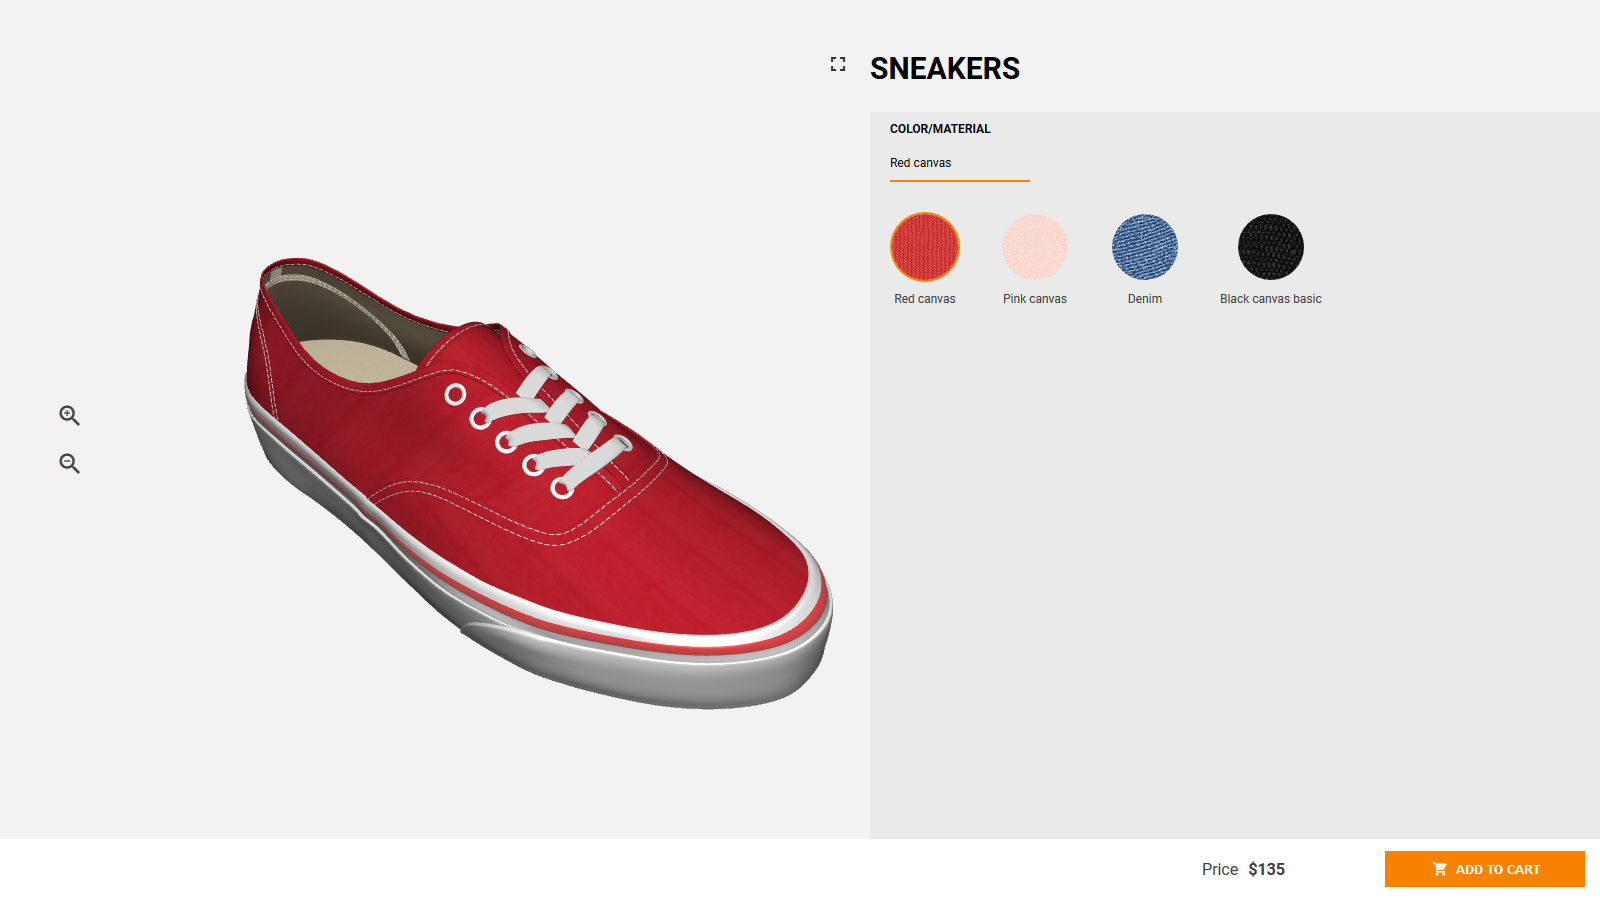 SNEAKERS
COLOR/MATERIAL
Red canvas
Red canvas
Pink canvas
Denim
Black canvas basic
Price $135
ADD TO CART